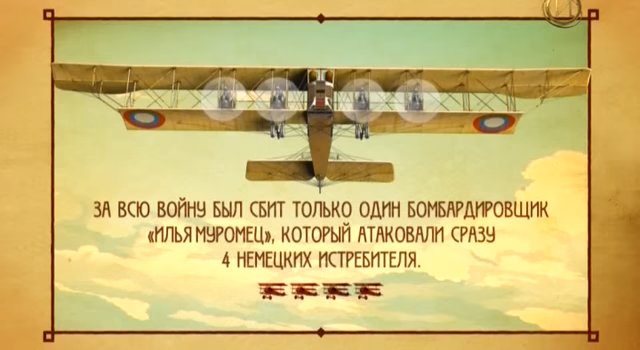 ЗА ВСЮ ВОЙНУ БЫЛ СБИТ ТОЛЬКО ОДИН БОМБАРДИРОВЩИК
«ИЛЬЯ МУРОМЕЦ», КОТОРЫЙ АТАКОВАЛИ СРАЗУ
4 НЕМЕЦКИХ ИСТРЕБИТЕЛЯ.